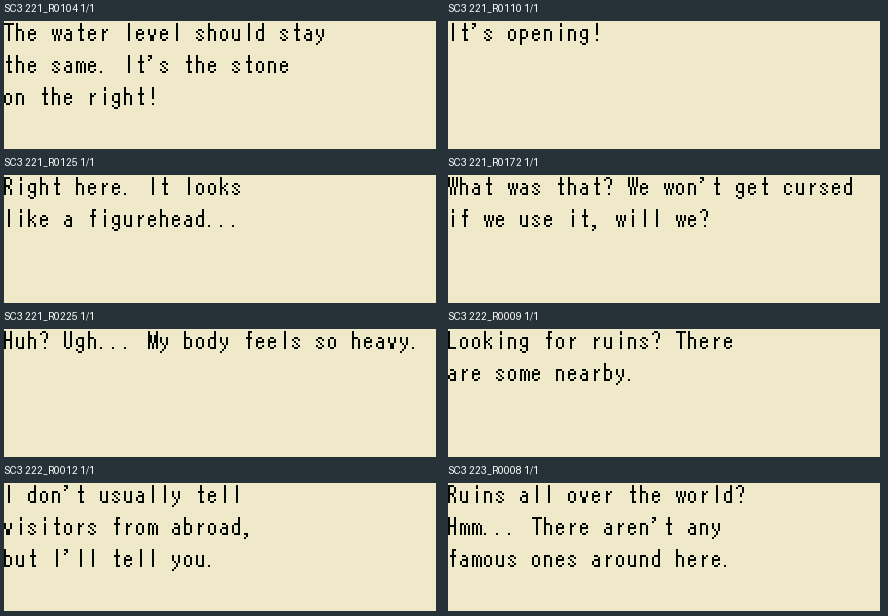 SC3 221_R0104 1/1
The water level should stay
the same. It's the stone
on the right!
SC3 221_R0110 1/1
It's opening!
SC3 221_R0125 1/1
Right here. It looks
like a figurehead...
SC3 221_R0172 1/1
What was that? We won't get cursed
if we use it, will we?
SC3 221_R0225 1/1
Huh? Ugh... My body feels so heavy.
SC3 222_R0009 1/1
Looking for ruins? There
are some nearby.
SC3 222_R0012 1/1
I don't usually tell
visitors from abroad,
but I'll tell you.
SC3 223_R0008 1/1
Ruins all over the world?
Hmm... There aren't any
famous ones around here.